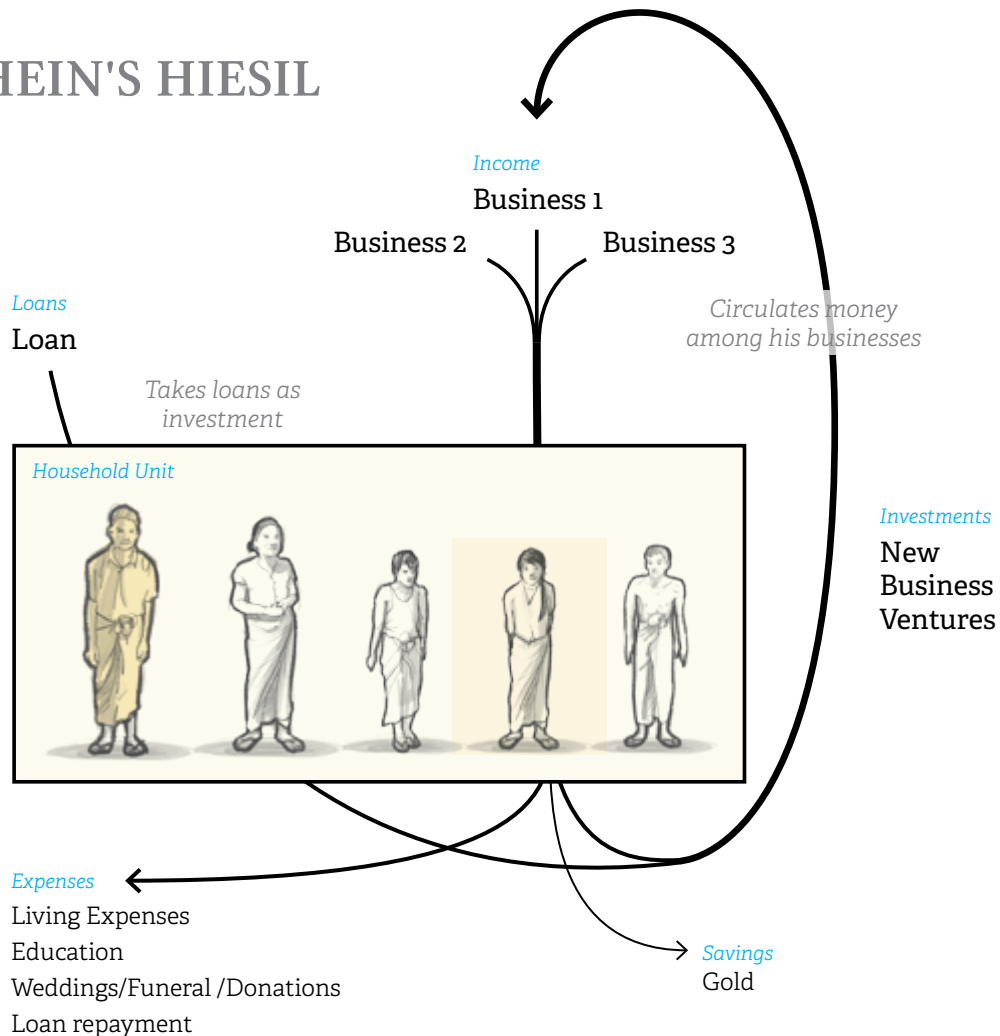 HEIN'S HIESIL
Income
Business 1
Business 2
Business 3
Loans
Loan
Circulates money
among his businesses
Takes loans as
investment
Household Unit
Investments
New
Business
Ventures
Expenses
Living Expenses
Education
Weddings/Funeral /Donations
Loan repayment
Savings
Gold